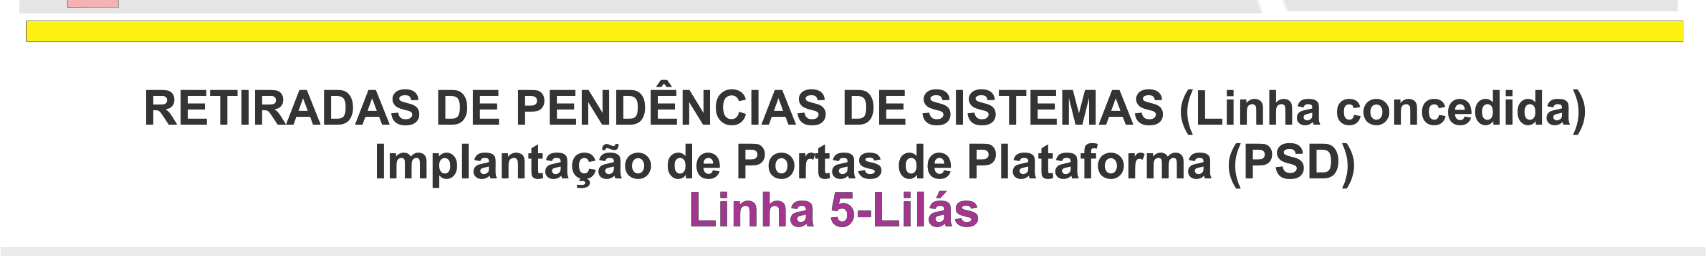 RETIRADAS DE PENDÊNCIAS DE SISTEMAS (Linha concedida)
Implantação de Portas de Plataforma (PSD)
Linha 5-Lilás